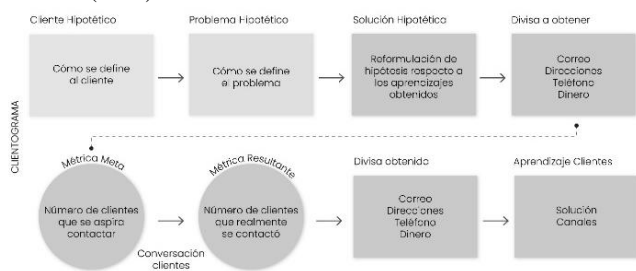 Cliente Hipotético
Problema Hipotético
Solución Hipotética
Divisa a obtener
Cómo se define
al cliente
Cómo se define
el problema
Reformulación de
hipótesis respecto a
los aprendizajes
obtenidos
Correo
Direcciones
Teléfono
Dinero
CLIENTOGRAMA
Métrica Meta
Número de clientes
que se aspira
contactar
Conversación
clientes
Métrica Resultante
Número de clientes
que realmente
se contactó
Divisa obtenida
Correo
Direcciones
Teléfono
Dinero
Aprendizaje Clientes
Solución
Canales